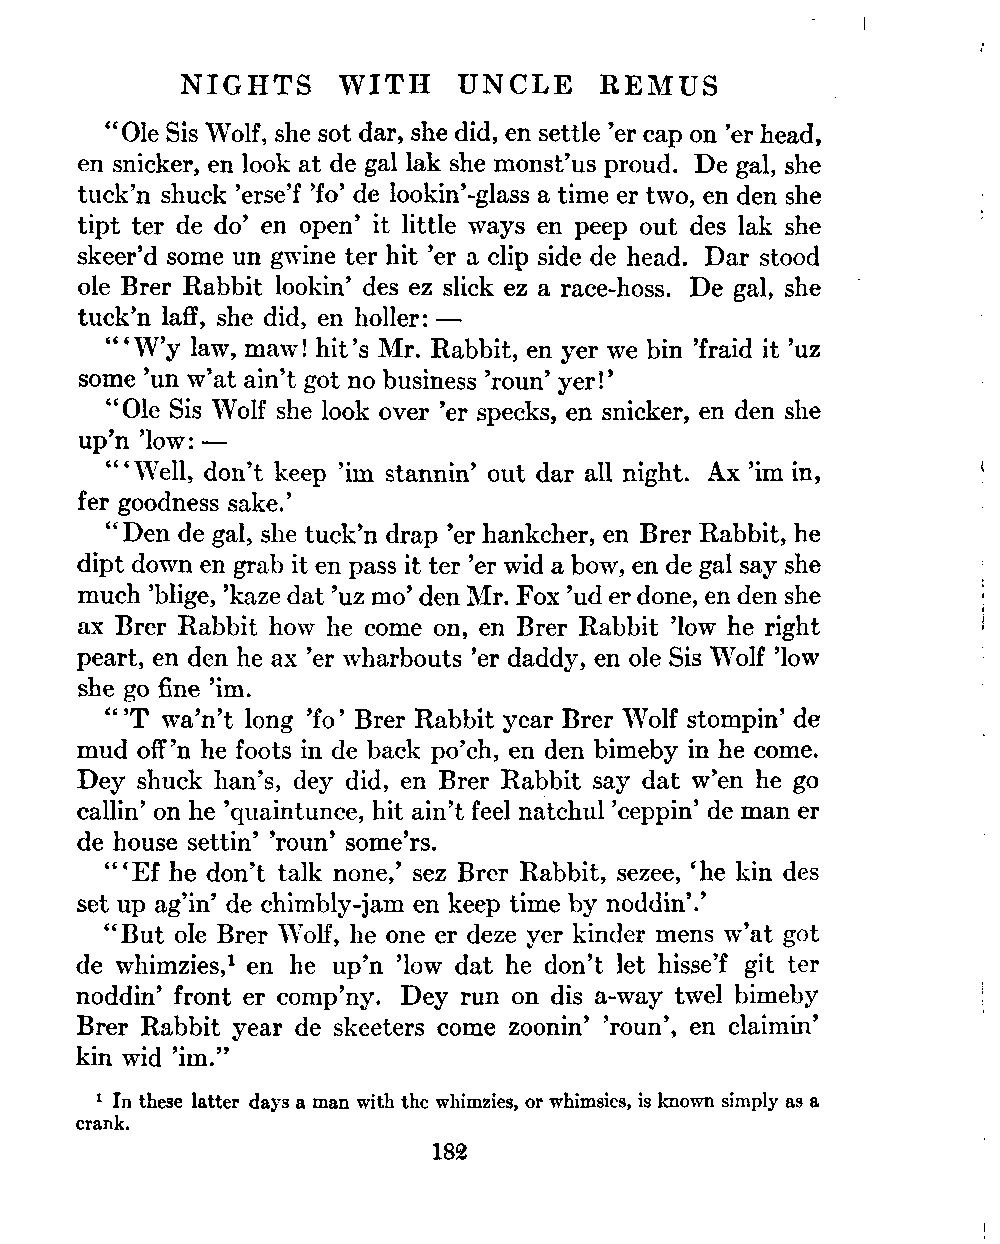 NIGHTS WITH UNCLE REMUS
“Ole Sis Wolf, she sot dar, she did, en settle ’er cap on ’er head,
en snicker, en look at de gal lak she monst’us proud. De gal, she
tuck’n shuck ’erse’f ’fo’ de lookin’-glass a time er two, en den she
tipt ter de do’ en open’ it little ways en peep out des lak she
skeer’d some un gwine ter hit ’er a clip side de head. Dar stood
ole Brer Rabbit lookin’ des ez slick ez a race-hoss. De gal, she
tuck’n laff, she did, en holler: —
“‘W’y law, maw! hit’s Mr. Rabbit, en yer we bin ’fraid it ’uz
some ’un w’at ain’t got no business ’roun’ yer!’
“Ole Sis Wolf she look over ’er specks, en snicker, en den she
up’n ’low: —
“‘Well, don’t keep ’im stannin’ out dar all night. Ax ’im in,
fer goodness sake.’
“Den de gal, she tuck’n drap ’er hankcher, en Brer Rabbit, he
dipt down en grab it en pass it ter ’er wid a bow, en de gal say she
much ’blige, ’kaze dat ’uz mo’ den Mr. Fox ’ud er done, en den she
ax Brer Rabbit how he come on, en Brer Rabbit ’low he right
peart, en den he ax ’er wharbouts ’er daddy, en ole Sis Wolf ’low
she go fine ’im.
“’T wa’n’t long ’fo’ Brer Rabbit year Brer Wolf stompin’ de
mud off’n he foots in de back po’ch, en den bimeby in he come.
Dey shuck han’s, dey did, en Brer Rabbit say dat w’en he go
callin’ on he ’quaintunce, hit ain’t feel natchul ’ceppin’ de man er
de house settin’ ’roun’ some’rs.
“‘Ef he don’t talk none,’ sez Brer Rabbit, sezee, ‘he kin des
set up ag’in’ de chimbly-jam en keep time by noddin’.’
“But ole Brer Wolf, he one er deze yer kinder mens w’at got
de whimzies,¹ en he up’n ’low dat he don’t let hisse’f git ter
noddin’ front er comp’ny. Dey run on dis a-way twel bimeby
Brer Rabbit year de skeeters come zoonin’ ’roun’, en claimin’
kin wid ’im.”
¹ In these latter days a man with the whimzies, or whimsics, is known simply as a
crank.
182